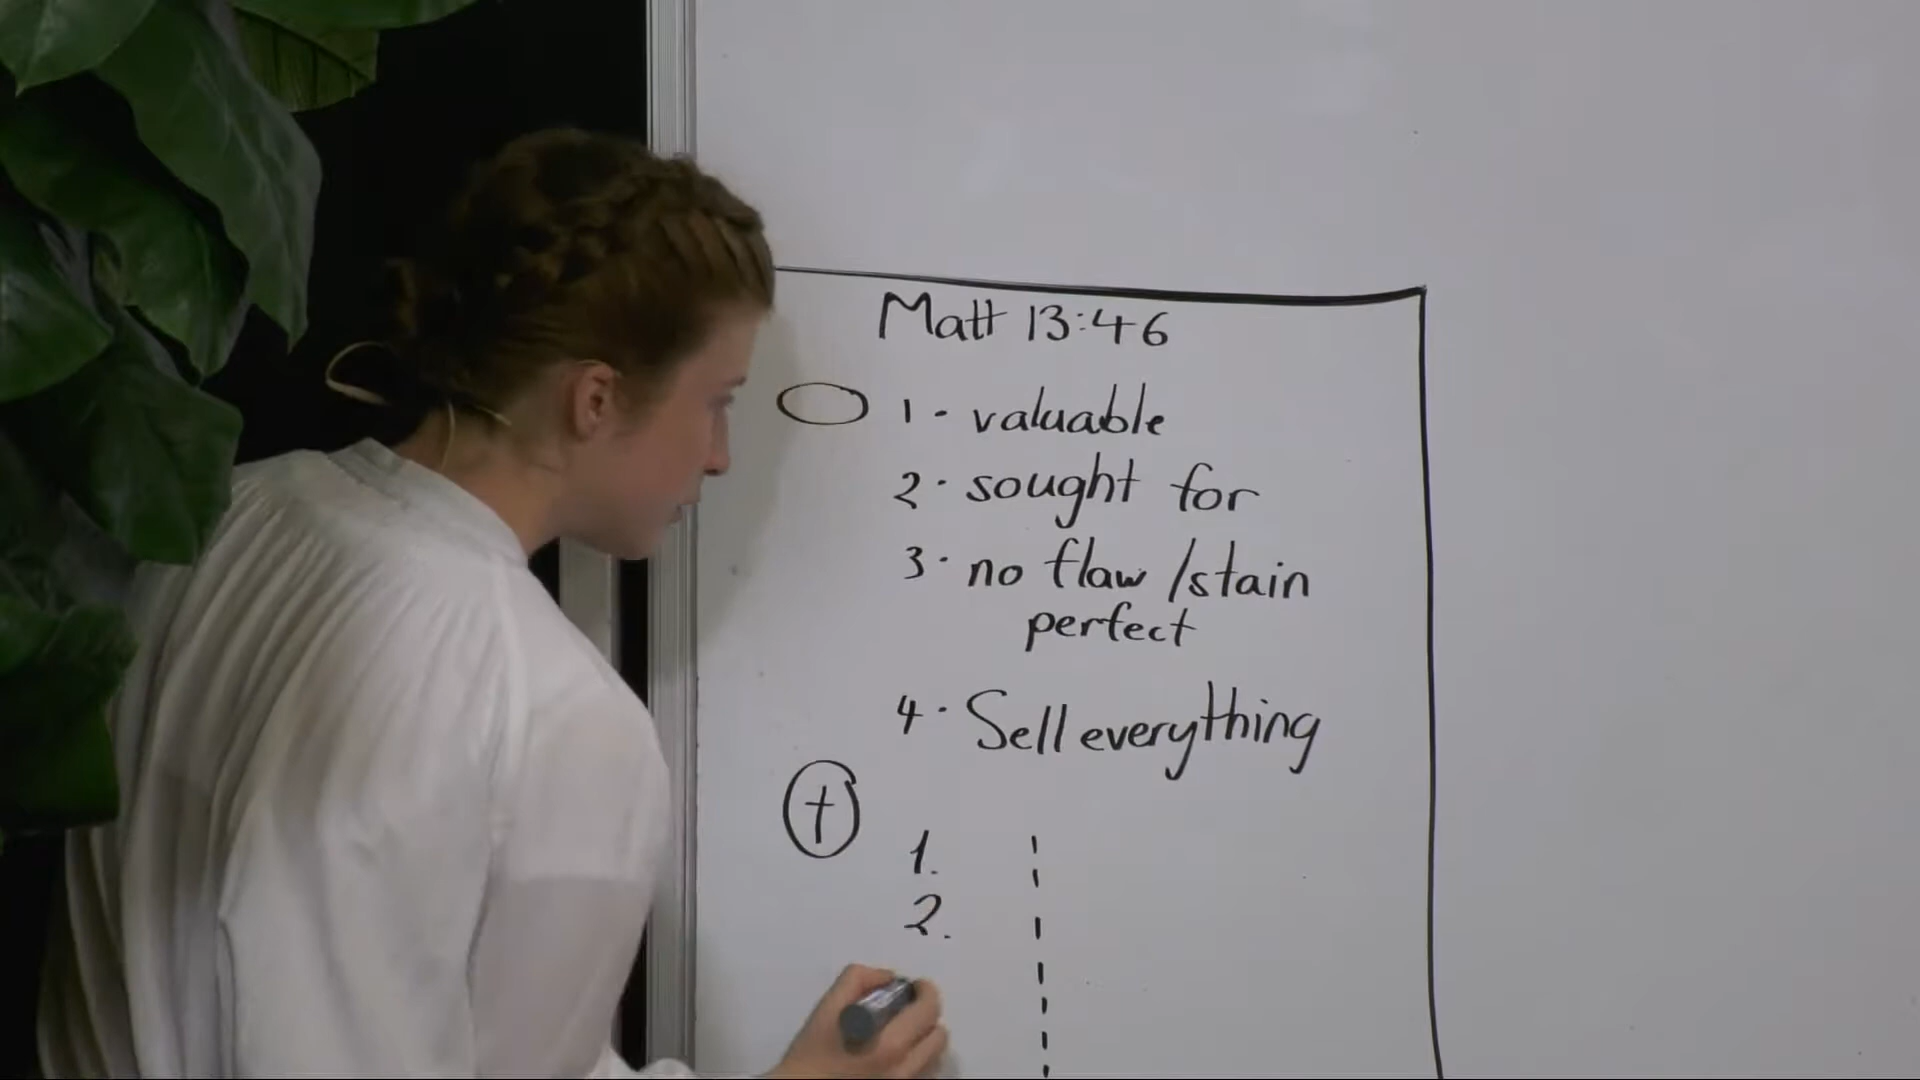 Matt 13:46
1 - valuable
2 · sought for
3 · no flaw /stain
perfect
4 · Sell everything
1.
2.